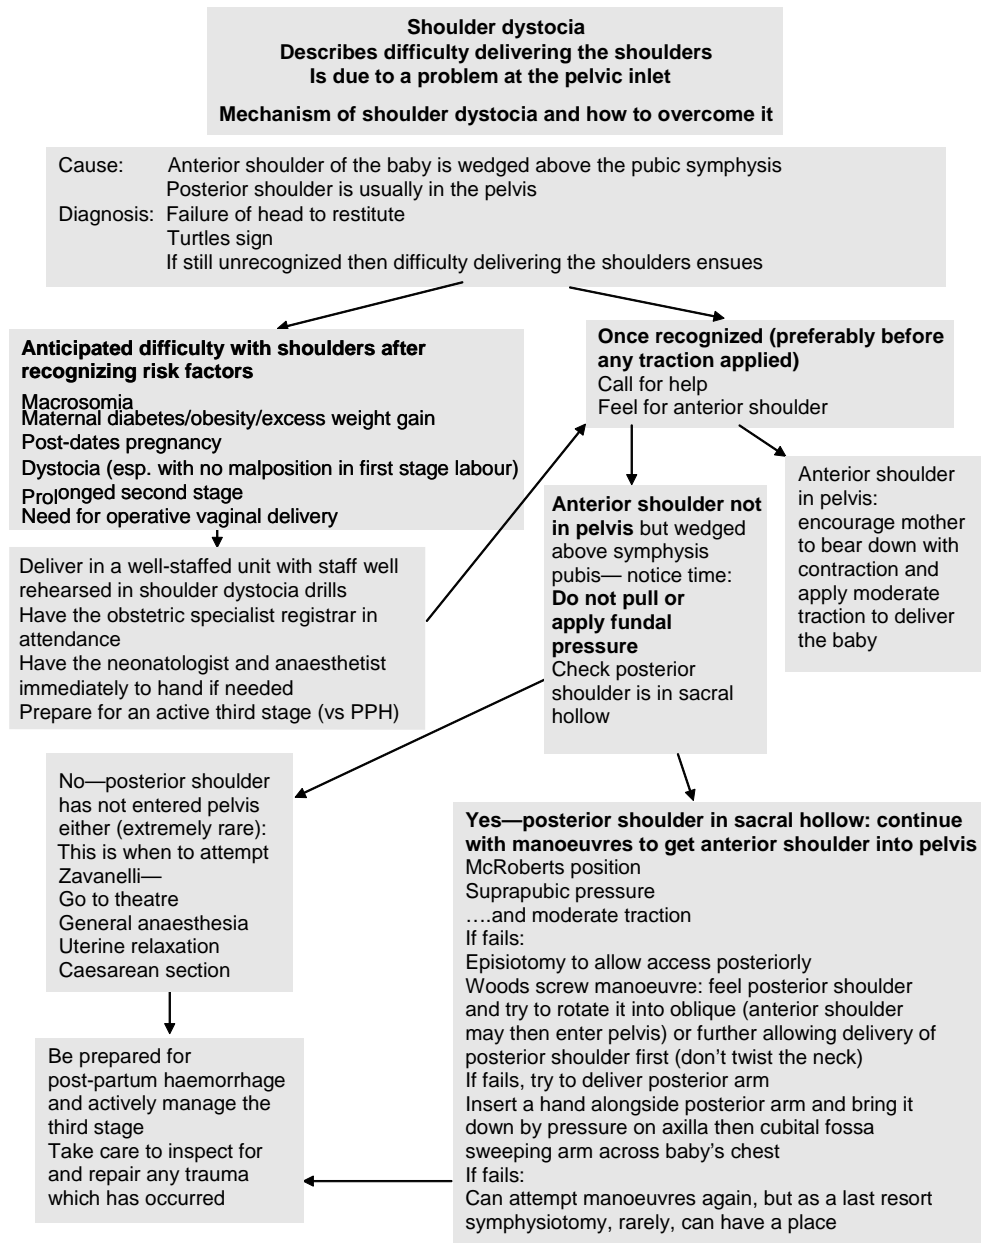 Shoulder dystocia
Describes difficulty delivering the shoulders
Is due to a problem at the pelvic inlet
Mechanism of shoulder dystocia and how to overcome it
Cause: Anterior shoulder of the baby is wedged above the pubic symphysis
Posterior shoulder is usually in the pelvis
Diagnosis: Failure of head to restitute
Turtles sign
If still unrecognized then difficulty delivering the shoulders ensues
Anticipated difficulty with shoulders after
recognizing risk factors
Macrosomia
Maternal diabetes/obesity/excess weight gain
Post-dates pregnancy
Dystocia (esp. with no malposition in first stage labour)
Prolonged second stage
Need for operative vaginal delivery
Once recognized (preferably before
any traction applied)
Call for help
Feel for anterior shoulder
Deliver in a well-staffed unit with staff well
rehearsed in shoulder dystocia drills
Have the obstetric specialist registrar in
attendance
Have the neonatologist and anaesthetist
immediately to hand if needed
Prepare for an active third stage (vs PPH)
Anterior shoulder not
in pelvis but wedged
above symphysis
pubis— notice time:
Do not pull or
apply fundal
pressure
Check posterior
shoulder is in sacral
hollow
Anterior shoulder
in pelvis:
encourage mother
to bear down with
contraction and
apply moderate
traction to deliver
the baby
No—posterior shoulder
has not entered pelvis
either (extremely rare):
This is when to attempt
Zavanelli—
Go to theatre
General anaesthesia
Uterine relaxation
Caesarean section
Yes—posterior shoulder in sacral hollow: continue
with manoeuvres to get anterior shoulder into pelvis
McRoberts position
Suprapubic pressure
….and moderate traction
If fails:
Episiotomy to allow access posteriorly
Woods screw manoeuvre: feel posterior shoulder
and try to rotate it into oblique (anterior shoulder
may then enter pelvis) or further allowing delivery of
posterior shoulder first (don't twist the neck)
If fails, try to deliver posterior arm
Insert a hand alongside posterior arm and bring it
down by pressure on axilla then cubital fossa
sweeping arm across baby's chest
If fails:
Can attempt manoeuvres again, but as a last resort
symphysiotomy, rarely, can have a place
Be prepared for
post-partum haemorrhage
and actively manage the
third stage
Take care to inspect for
and repair any trauma
which has occurred